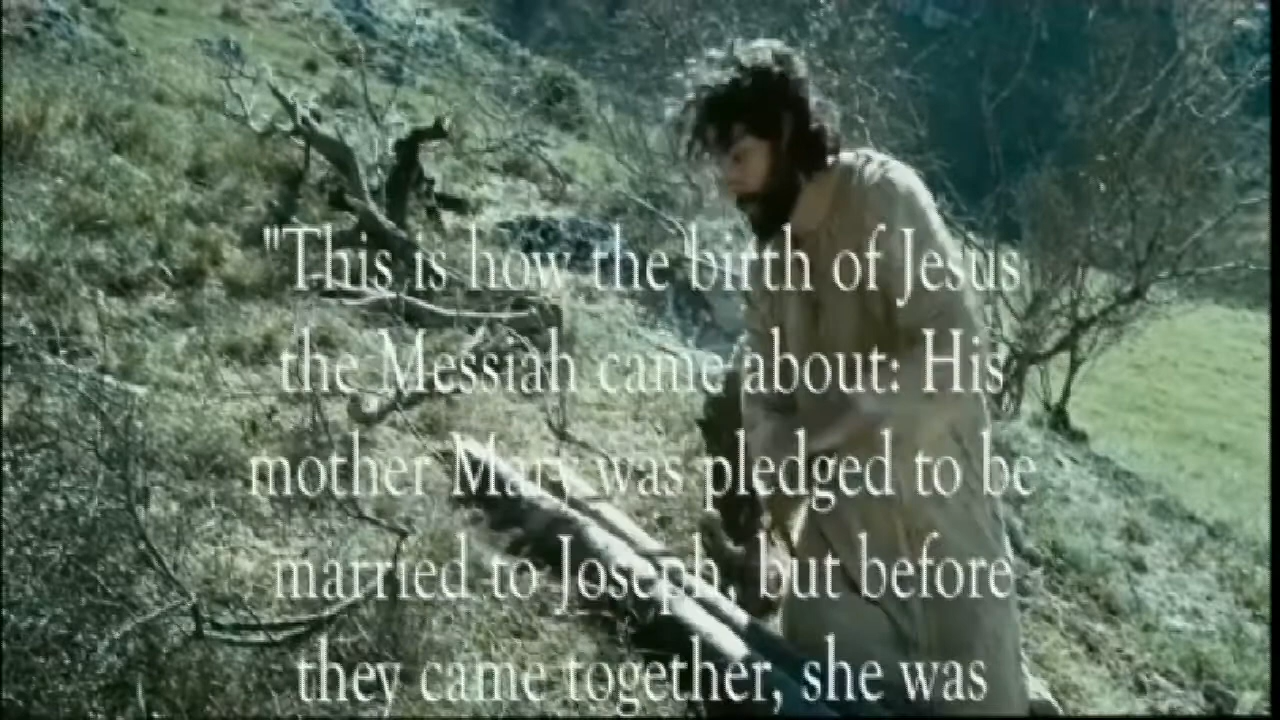 "This is how the birth of Jesus
the Messiah came about: His
mother Mary was pledged to be
married to Joseph, but before
they came together, she was